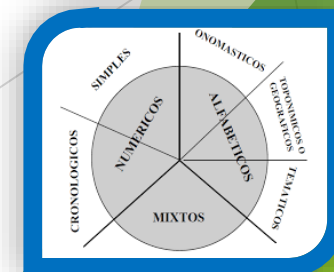 ONOMASTICOS
SIMPLES
TOPONIMICOS O
GEOGRAFICOS
NUMERICOS
ALFABETICOS
CRONOLOGICOS
TEMATICOS
MIXTOS